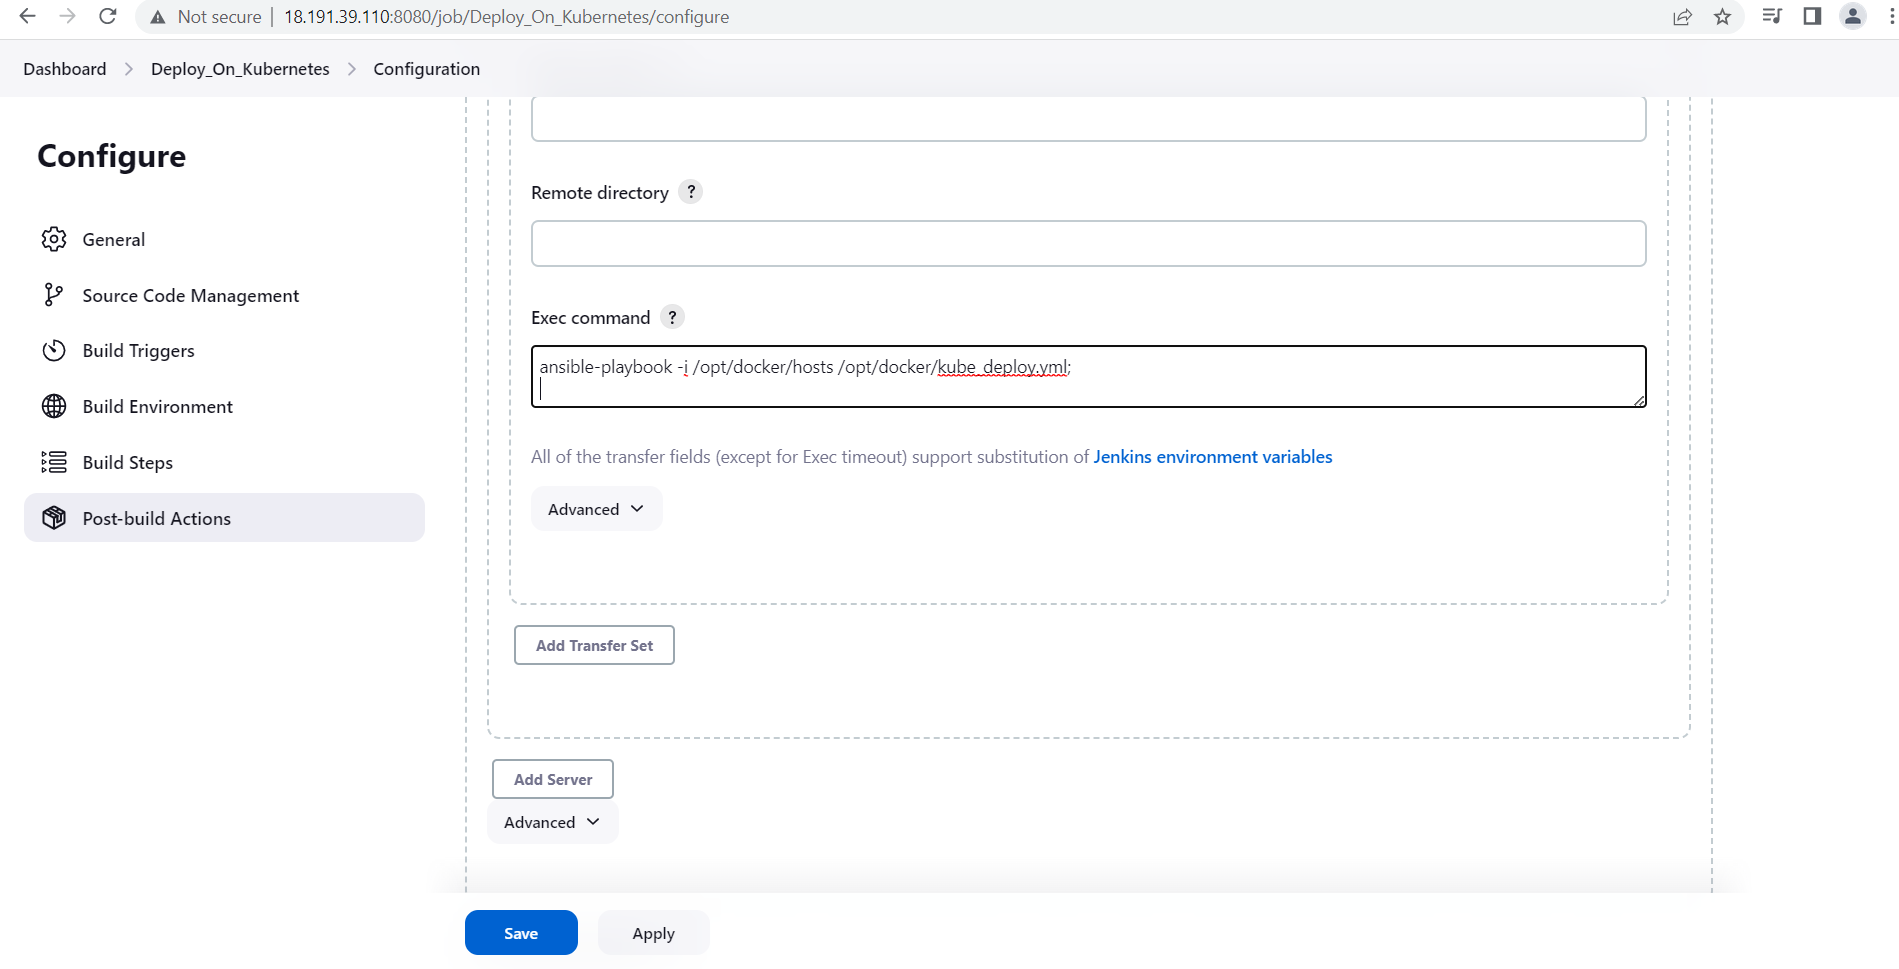 Not secure | 18.191.39.110:8080/job/Deploy_On_Kubernetes/configure
Dashboard > Deploy_On_Kubernetes > Configuration
Configure
General
Source Code Management
Build Triggers
Build Environment
Build Steps
Post-build Actions
Remote directory ?
Exec command ?
ansible-playbook -i /opt/docker/hosts /opt/docker/kube_deploy.yml;
All of the transfer fields (except for Exec timeout) support substitution of Jenkins environment variables
Advanced
Add Transfer Set
Add Server
Advanced
Save Apply